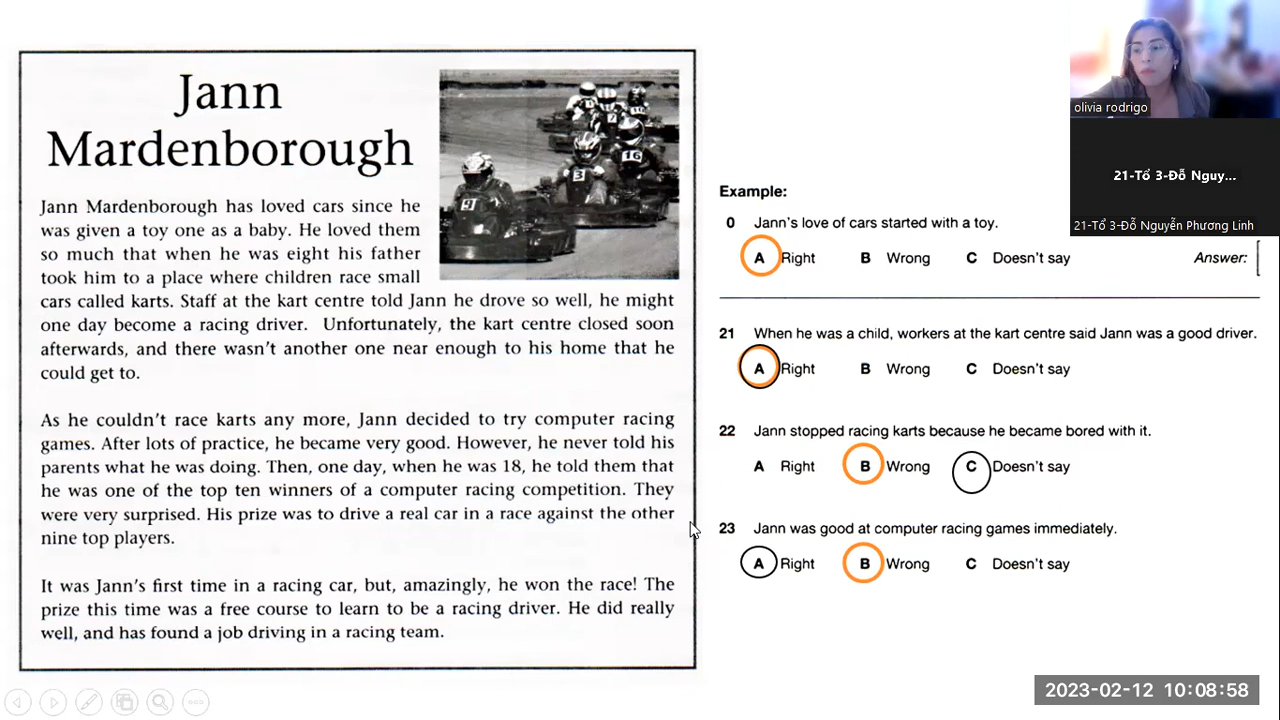 Jann
Mardenborough
Jann Mardenborough has loved cars since he
was given a toy one as a baby. He loved them
so much that when he was eight his father
took him to a place where children race small
cars called karts. Staff at the kart centre told Jann he drove so well, he might
one day become a racing driver. Unfortunately, the kart centre closed soon
afterwards, and there wasn't another one near enough to his home that he
could get to.
As he couldn't race karts any more, Jann decided to try computer racing
games. After lots of practice, he became very good. However, he never told his
parents what he was doing. Then, one day, when he was 18, he told them that
he was one of the top ten winners of a computer racing competition. They
were very surprised. His prize was to drive a real car in a race against the other
nine top players.
It was Jann's first time in a racing car, but, amazingly, he won the race! The
prize this time was a free course to learn to be a racing driver. He did really
well, and has found a job driving in a racing team.
3
16
Example:
0 Jann's love of cars started with a toy.
A Right B Wrong C Doesn't say Answer:
21 When he was a child, workers at the kart centre said Jann was a good driver.
A Right B Wrong C Doesn't say
22 Jann stopped racing karts because he became bored with it.
A Right B Wrong C Doesn't say
23 Jann was good at computer racing games immediately.
A Right B Wrong C Doesn't say
olivia rodrigo
21-Tổ 3-Đỗ Nguy...
21-Tổ 3-Đỗ Nguyễn Phương Linh
2023-02-12 10:08:58